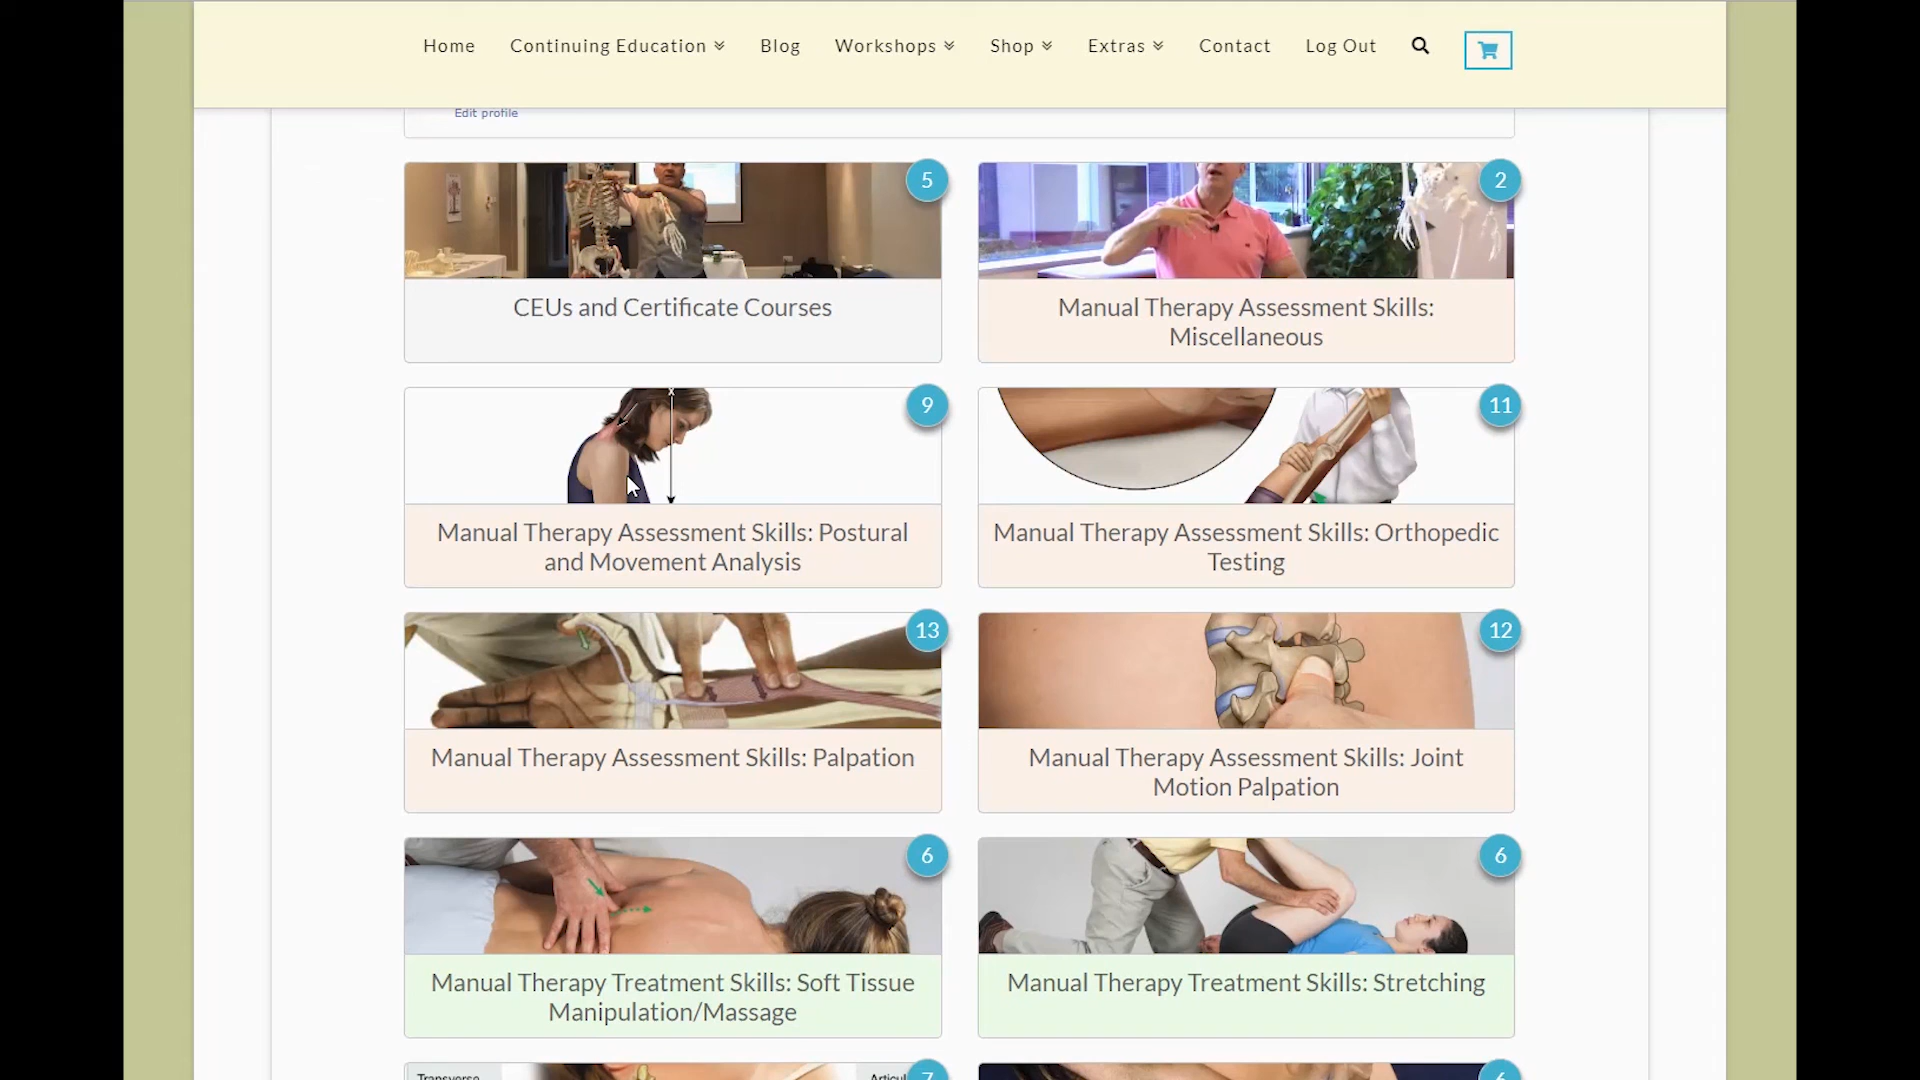 Home Continuing Education Blog Workshops Shop Extras Contact Log Out
Edit profile
5
CEUs and Certificate Courses
2
Manual Therapy Assessment Skills:
Miscellaneous
9
Manual Therapy Assessment Skills: Postural
and Movement Analysis
11
Manual Therapy Assessment Skills: Orthopedic
Testing
13
Manual Therapy Assessment Skills: Palpation
12
Manual Therapy Assessment Skills: Joint
Motion Palpation
6
Manual Therapy Treatment Skills: Soft Tissue
Manipulation/Massage
6
Manual Therapy Treatment Skills: Stretching
Transverse
7